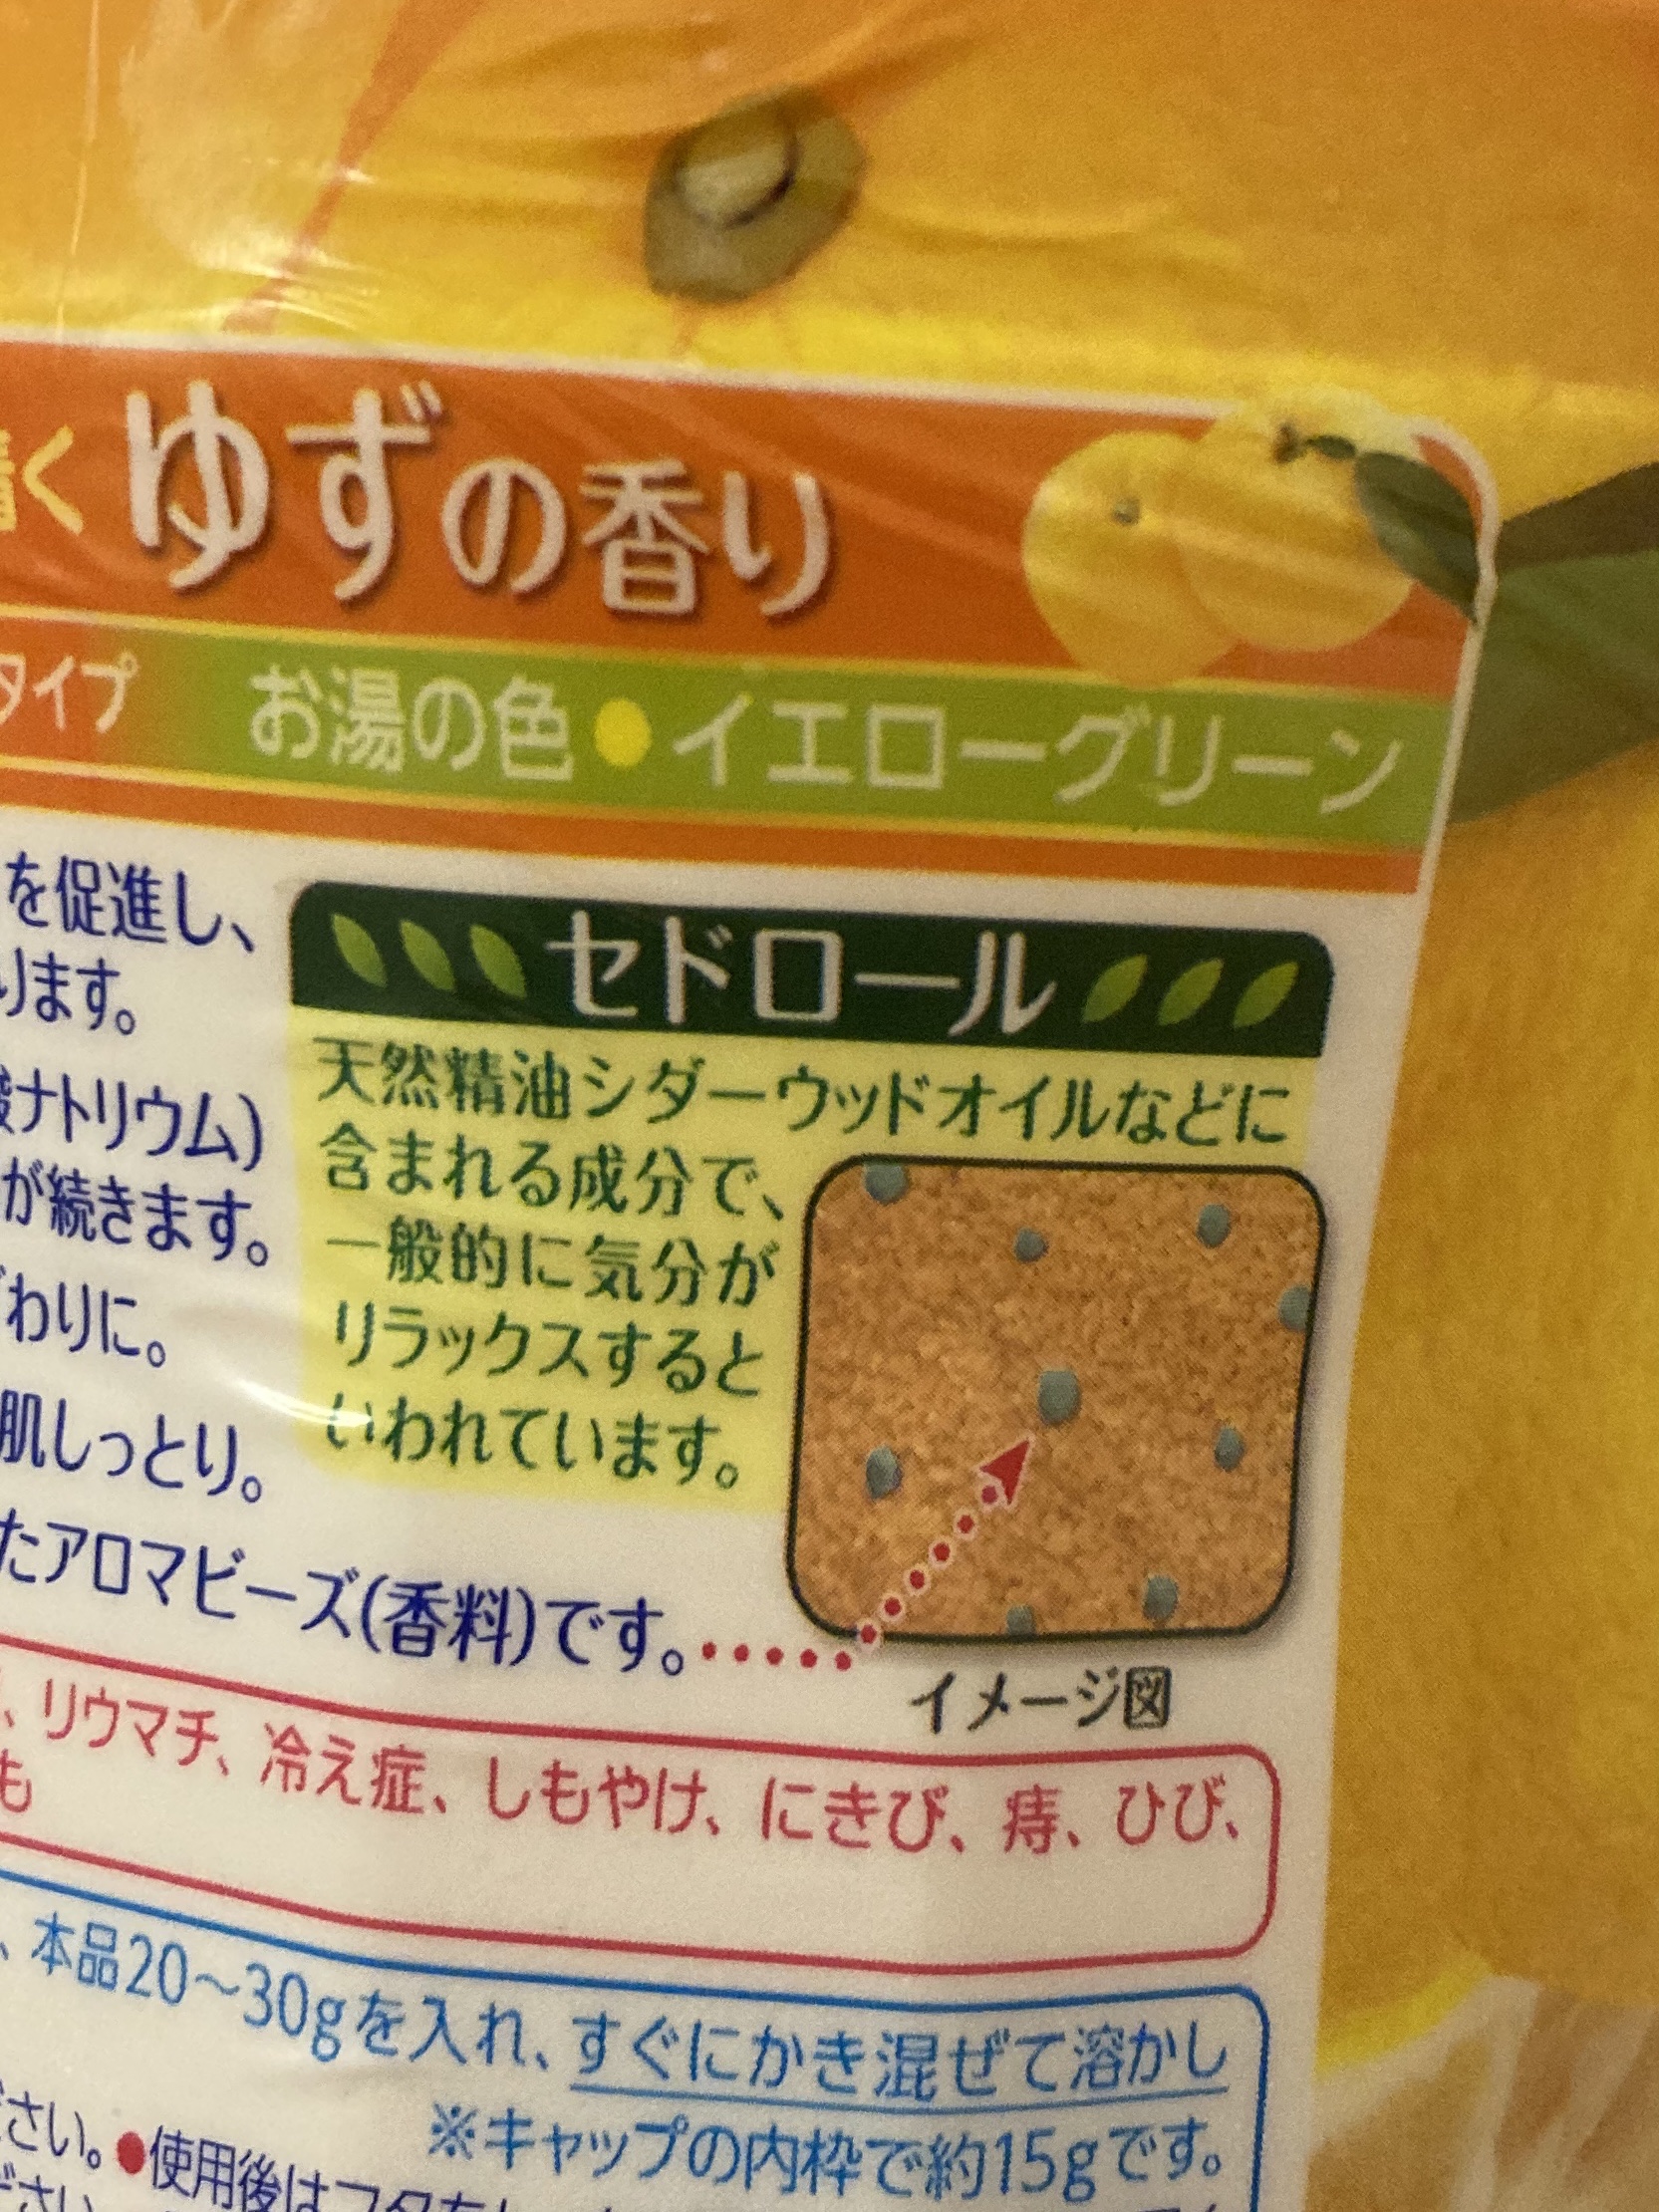 く ゆずの香り
タイプ お湯の色●イエローグリーン
を促進し、
ります。
ナトリウム)
が続きます。
わりに。
肌しっとり。
たアロマビーズ(香料)です。
セドロール
天然精油シダーウッドオイルなどに
含まれる成分で、
一般的に気分が
リラックスすると
いわれています。
イメージ図
、リウマチ、冷え症、しもやけ、にきび、痔、ひび、
も
、本品20~30gを入れ、すぐにかき混ぜて溶かし
※キャップの内枠で約15gです。
さい。●使用後はフタを
ださい。